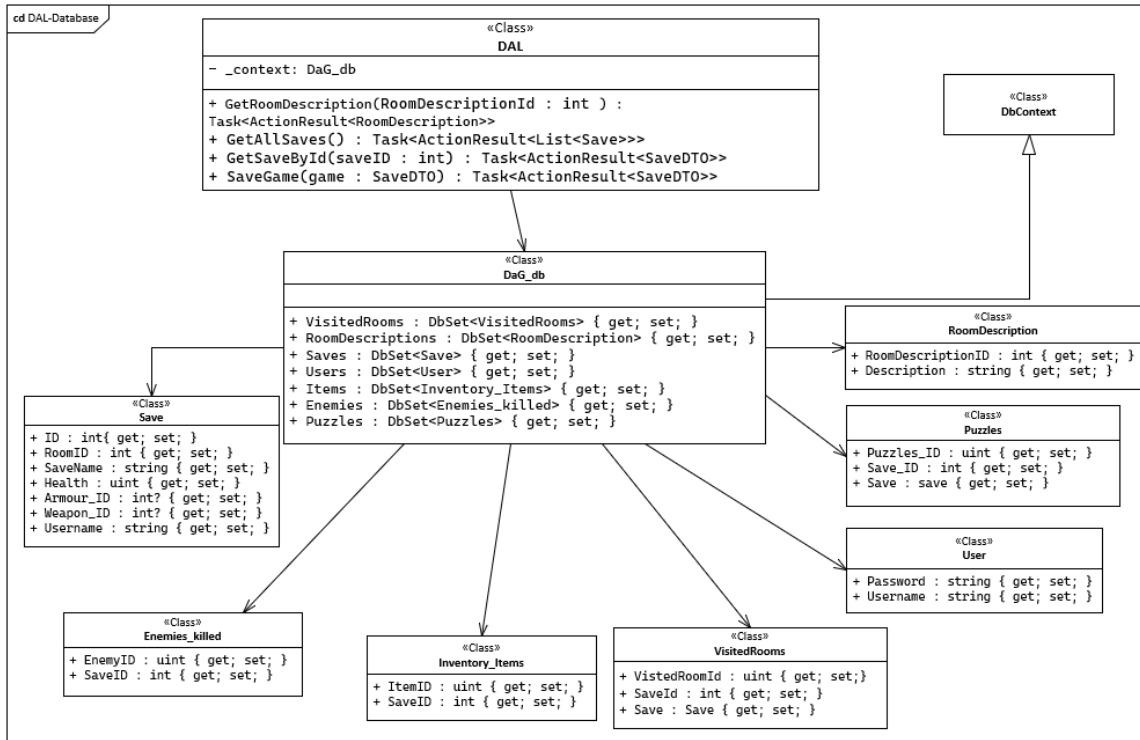 cd DAL-Database
«Class»
DAL
- _context: DaG_db
+ GetRoomDescription(RoomDescriptionId : int ) :
Task<ActionResult<RoomDescription>>
+ GetAllSaves() : Task<ActionResult<List<Save>>>
+ GetSaveById(saveID : int) : Task<ActionResult<SaveDTO>>
+ SaveGame(game : SaveDTO) : Task<ActionResult<SaveDTO>>
«Class»
DbContext
«Class»
DaG_db
+ VisitedRooms : DbSet<VisitedRooms> { get; set; }
+ RoomDescriptions : DbSet<RoomDescription> { get; set; }
+ Saves : DbSet<Save> { get; set; }
+ Users : DbSet<User> { get; set; }
+ Items : DbSet<Inventory_Items> { get; set; }
+ Enemies : DbSet<Enemies_killed> { get; set; }
+ Puzzles : DbSet<Puzzles> { get; set; }
«Class»
RoomDescription
+ RoomDescriptionID : int { get; set; }
+ Description : string { get; set; }
«Class»
Save
+ ID : int{ get; set; }
+ RoomID : int { get; set; }
+ SaveName : string { get; set; }
+ Health : uint { get; set; }
+ Armour_ID : int? { get; set; }
+ Weapon_ID : int? { get; set; }
+ Username : string { get; set; }
«Class»
Puzzles
+ Puzzles_ID : uint { get; set; }
+ Save_ID : int { get; set; }
+ Save : save { get; set; }
«Class»
User
+ Password : string { get; set; }
+ Username : string { get; set; }
«Class»
Enemies_killed
+ EnemyID : uint { get; set; }
+ SaveID : int { get; set; }
«Class»
Inventory_Items
+ ItemID : uint { get; set; }
+ SaveID : int { get; set; }
«Class»
VisitedRooms
+ VistedRoomId : uint { get; set;}
+ SaveId : int { get; set; }
+ Save : Save { get; set; }